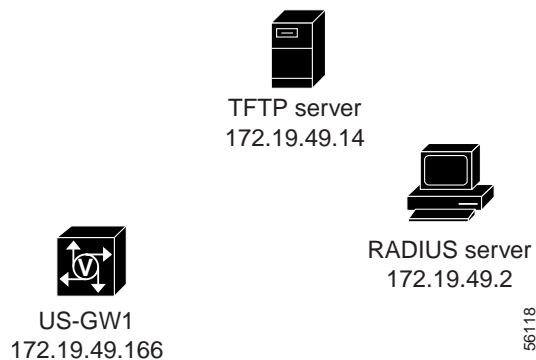 TFTP server
172.19.49.14
RADIUS server
172.19.49.2
V
US-GW1
172.19.49.166
56118